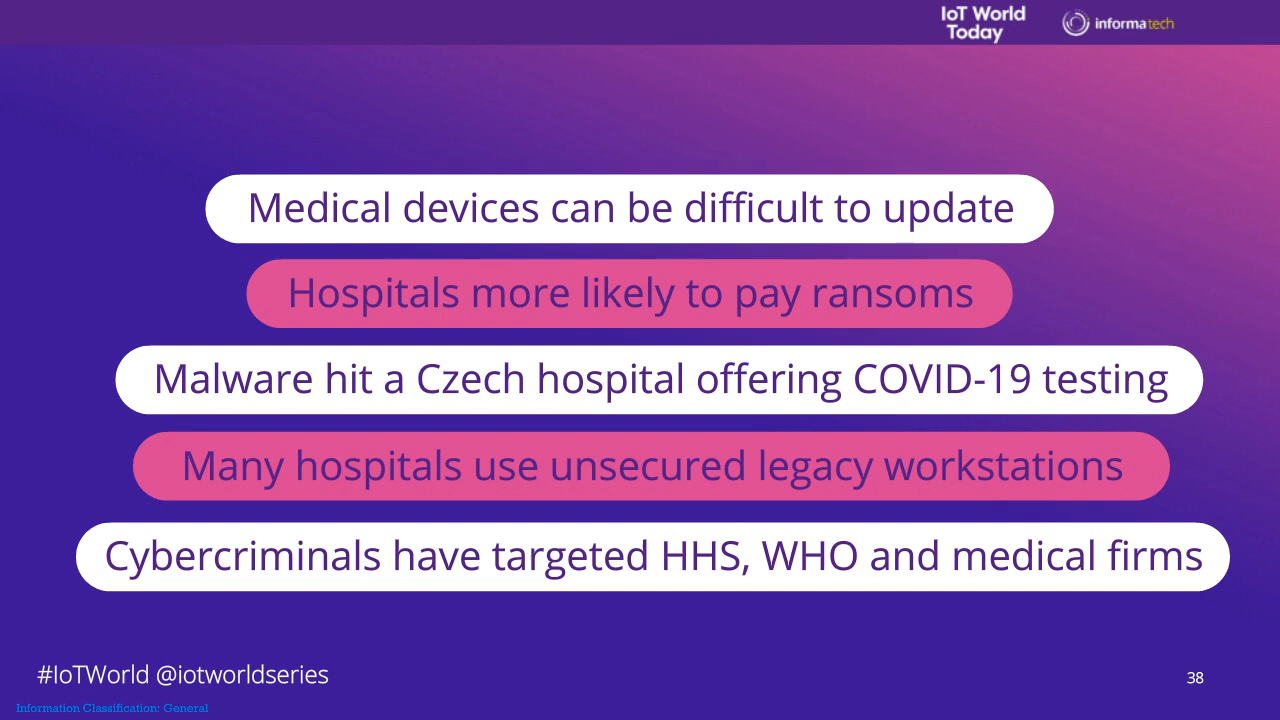 IoT World
Today
informatech
Medical devices can be difficult to update
Hospitals more likely to pay ransoms
Malware hit a Czech hospital offering COVID-19 testing
Many hospitals use unsecured legacy workstations
Cybercriminals have targeted HHS, WHO and medical firms
#IoTWorld @iotworldseries
38
Information Classification: General